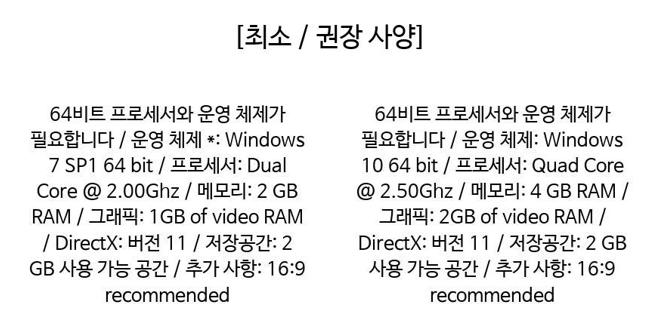 [최소 / 권장 사양]
64비트 프로세서와 운영 체제가
필요합니다 / 운영 체제 *: Windows
7 SP1 64 bit / 프로세서: Dual
Core @ 2.00Ghz / 메모리: 2 GB
RAM / 그래픽: 1GB of video RAM
/ DirectX: 버전 11 / 저장공간: 2
GB 사용 가능 공간 / 추가 사항: 16:9
recommended
64비트 프로세서와 운영 체제가
필요합니다 / 운영 체제: Windows
10 64 bit / 프로세서: Quad Core
@ 2.50Ghz / 메모리: 4 GB RAM /
그래픽: 2GB of video RAM /
DirectX: 버전 11 / 저장공간: 2 GB
사용 가능 공간 / 추가 사항: 16:9
recommended